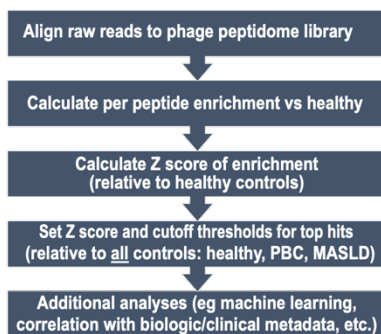 Align raw reads to phage peptidome library
Calculate per peptide enrichment vs healthy
Calculate Z score of enrichment
(relative to healthy controls)
Set Z score and cutoff thresholds for top hits
(relative to all controls: healthy, PBC, MASLD)
Additional analyses (eg machine learning,
correlation with biologic/clinical metadata, etc.)